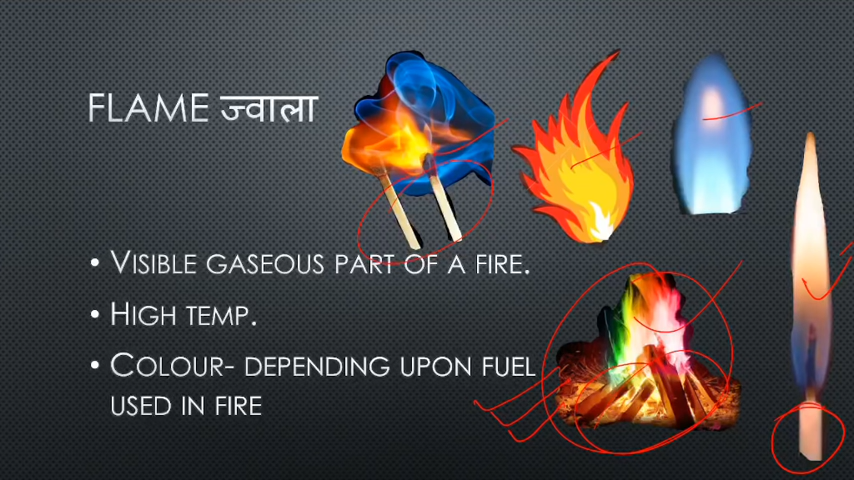 FLAME ज्वाला
• VISIBLE GASEOUS PART OF A FIRE.
• HIGH TEMP.
• COLOUR- DEPENDING UPON FUEL
USED IN FIRE